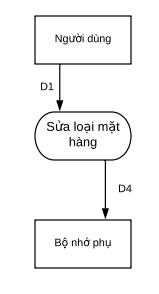 Người dùng
D1
Sửa loại mặt
hàng
D4
Bộ nhớ phụ